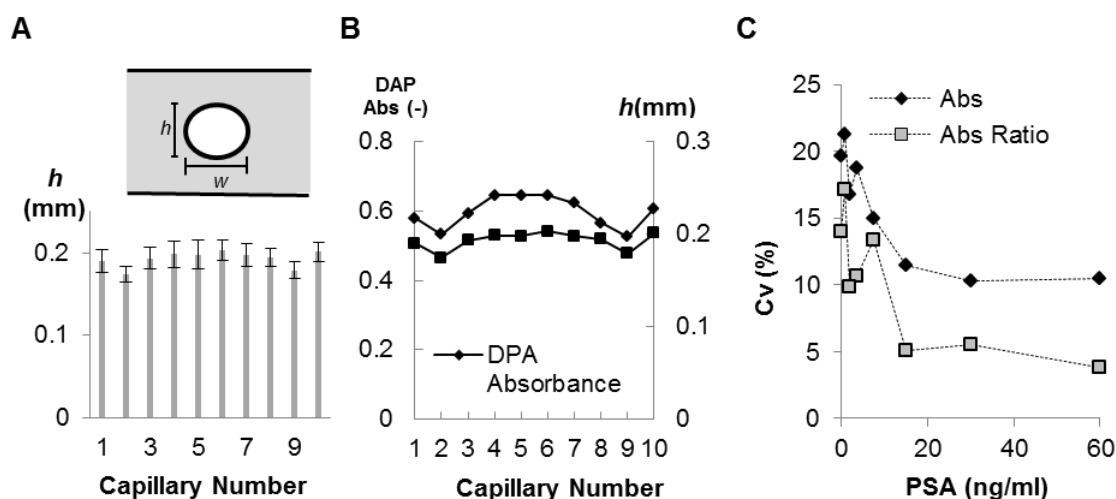 A
h
w
h
(mm)
0.2
0.1
0
1 3 5 7 9
Capillary Number
B
DAP
Abs (-)
h(mm)
0.8
0.6
0.4
0.2
0
0.3
0.2
0.1
0
DPA
Absorbance
1 2 3 4 5 6 7 8 9 10
Capillary Number
C
Cv (%)
25
20
15
10
5
0
Abs
Abs Ratio
0 20 40 60
PSA (ng/ml)